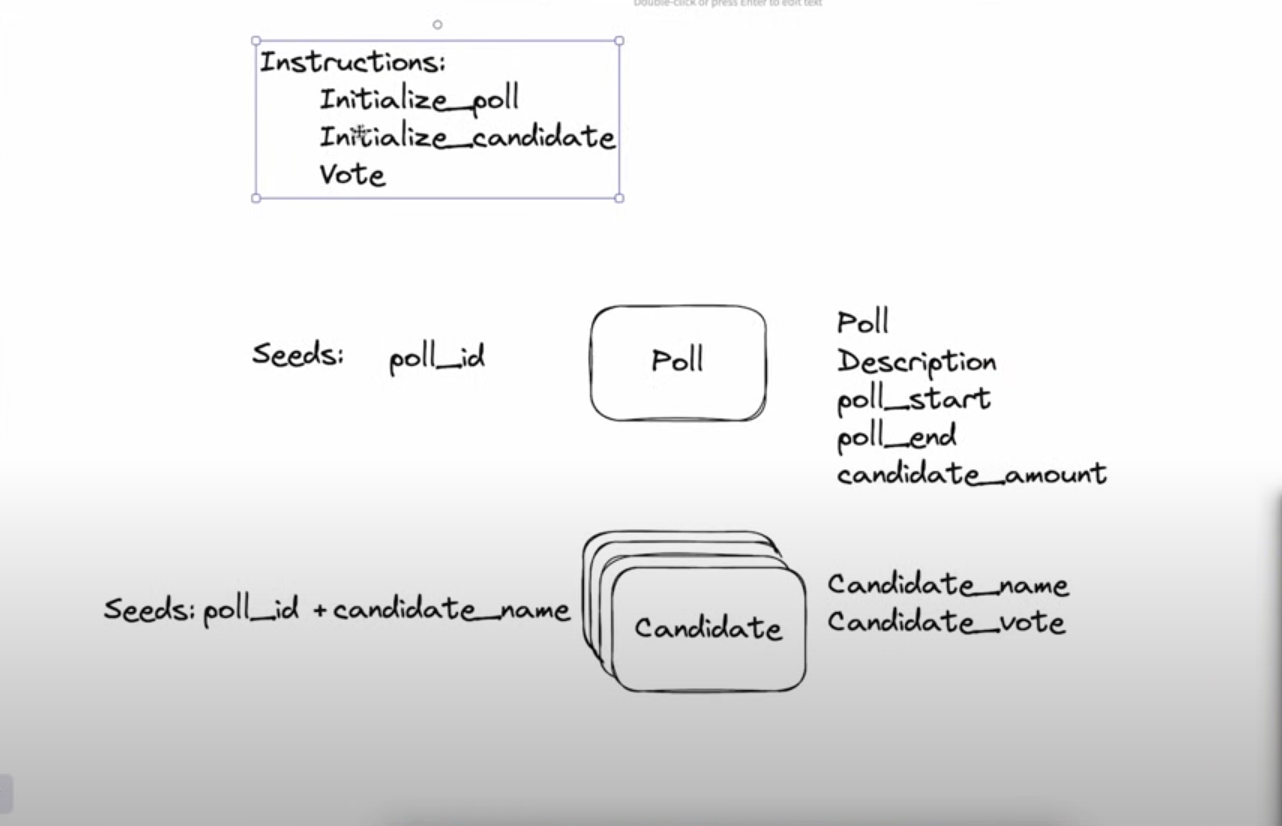 Double-click or press Enter to edit text
Instructions:
Initialize_poll
Initialize_candidate
Vote
Seeds: poll_id
Poll
Poll
Description
poll_start
poll_end
candidate_amount
Seeds: poll_id + candidate_name
Candidate
Candidate_name
Candidate_vote